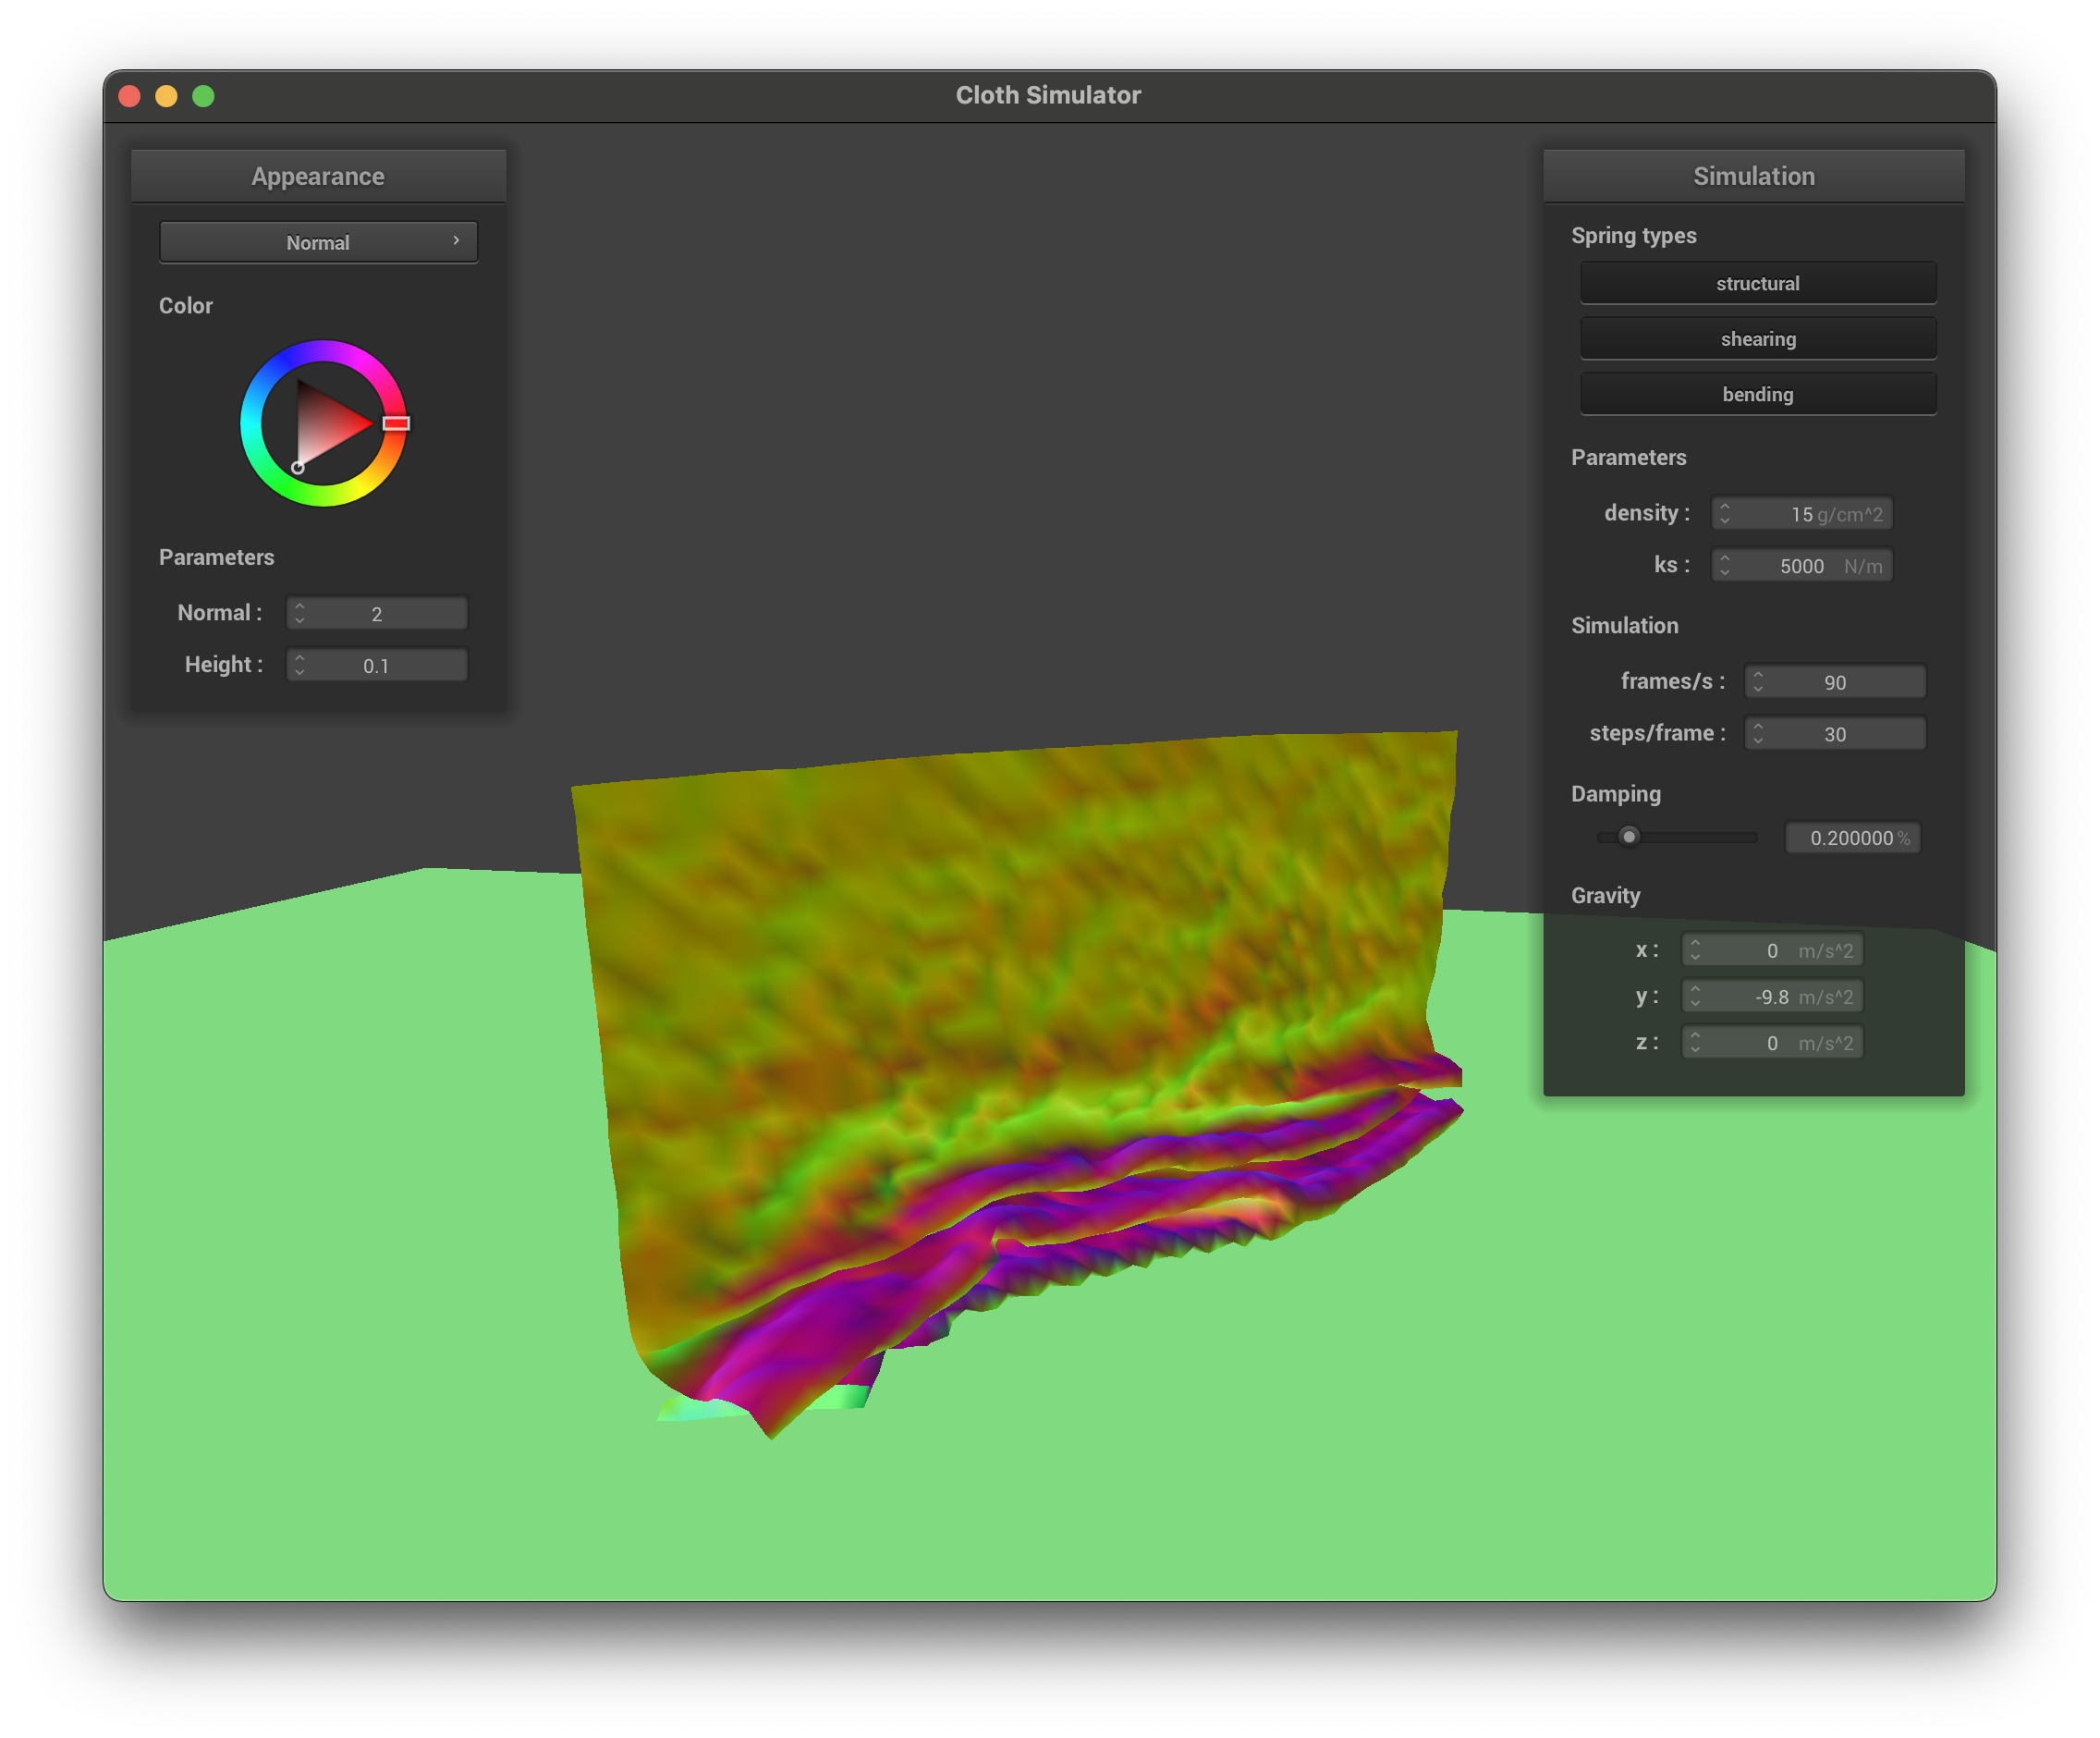 Cloth Simulator
Appearance
Normal
Color
Parameters
Normal : 2
Height : 0.1
Simulation
Spring types
structural
shearing
bending
Parameters
density : 15 g/cm^2
ks : 5000 N/m
Simulation
frames/s : 90
steps/frame : 30
Damping
0.200000 %
Gravity
x : 0 m/s^2
y : -9.8 m/s^2
z : 0 m/s^2